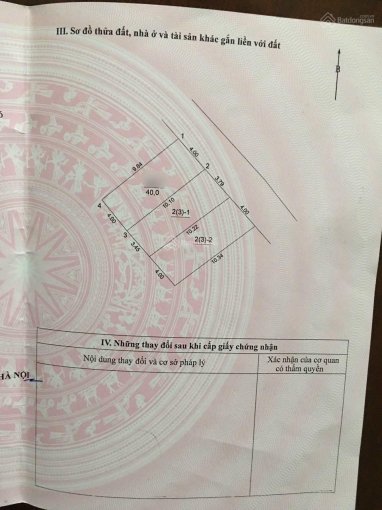 Batdongsan
III. Sơ đồ thửa đất, nhà ở và tài sản khác gắn liền với đất
B
1
4.00
2
9.84
3.79
40,0
10.10
4.00
4
2(3)-1
4.00
10.22
3
2(3)-2
3.45
10.34
4.00
IV. Những thay đổi sau khi cấp giấy chứng nhận
Nội dung thay đổi và cơ sở pháp lý
Xác nhận của cơ quan
có thẩm quyền
HÀ NỘI